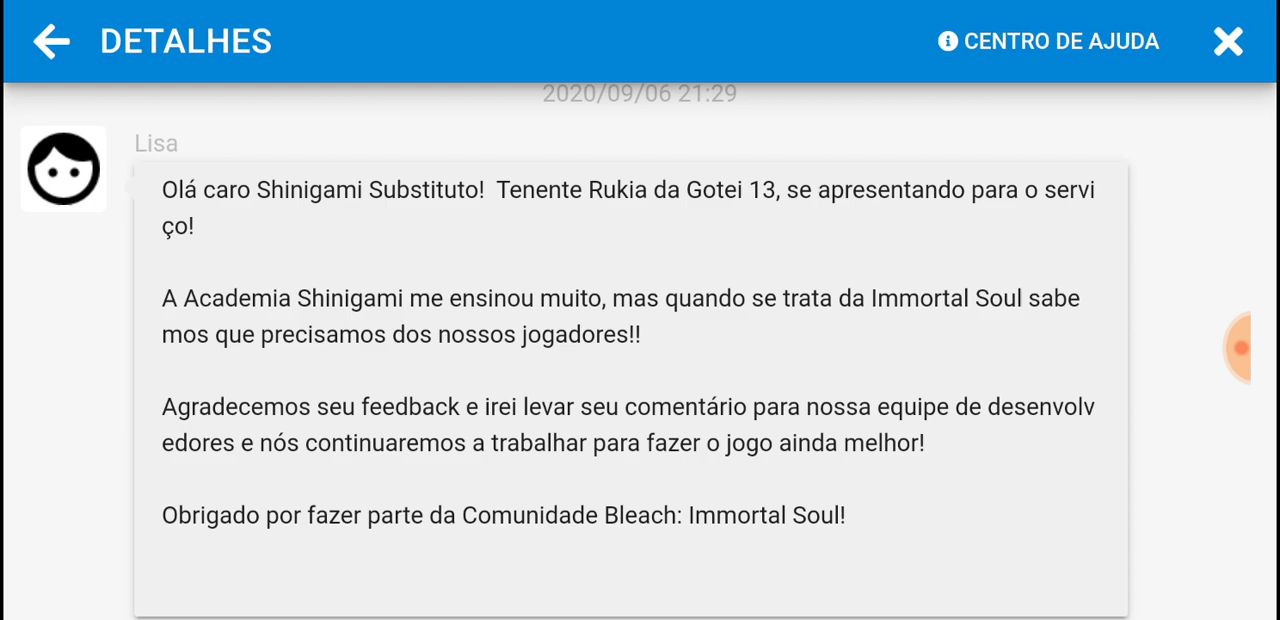 DETALHES
CENTRO DE AJUDA
2020/09/06 21:29
Lisa
Olá caro Shinigami Substituto!  Tenente Rukia da Gotei 13, se apresentando para o servi
ço!
A Academia Shinigami me ensinou muito, mas quando se trata da Immortal Soul sabe
mos que precisamos dos nossos jogadores!!
Agradecemos seu feedback e irei levar seu comentário para nossa equipe de desenvolv
edores e nós continuaremos a trabalhar para fazer o jogo ainda melhor!
Obrigado por fazer parte da Comunidade Bleach: Immortal Soul!